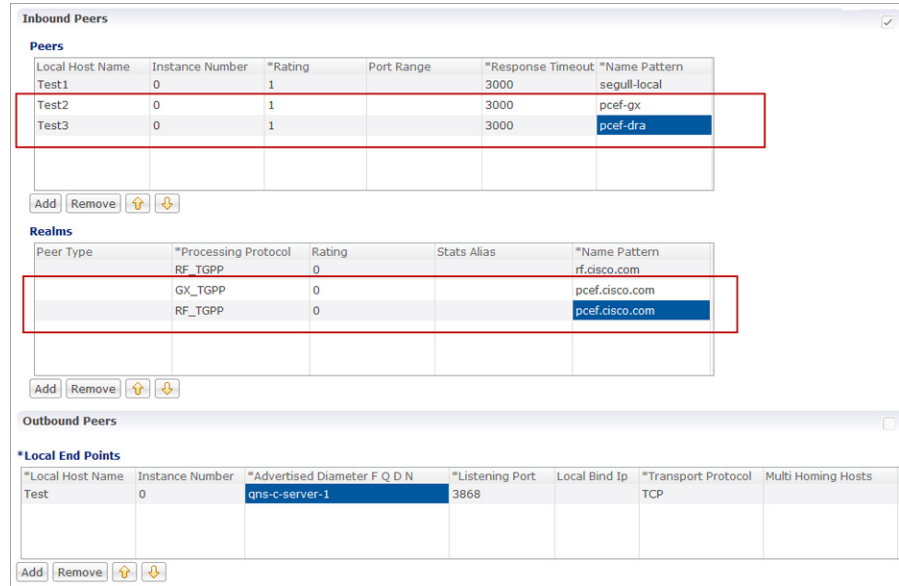 Inbound Peers
Peers
Local Host Name Instance Number *Rating Port Range *Response Timeout *Name Pattern
Test1 0 1 3000 segull-local
Test2 0 1 3000 pcef-gx
Test3 0 1 3000 pcef-dra
Add Remove
Realms
Peer Type *Processing Protocol Rating Stats Alias *Name Pattern
RF_TGPP 0 rf.cisco.com
GX_TGPP 0 pcef.cisco.com
RF_TGPP 0 pcef.cisco.com
Add Remove
Outbound Peers
*Local End Points
*Local Host Name Instance Number *Advertised Diameter F Q D N *Listening Port Local Bind Ip *Transport Protocol Multi Homing Hosts
Test 0 qns-c-server-1 3868 TCP
Add Remove